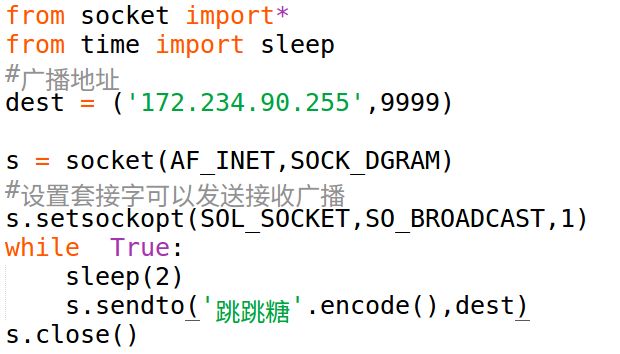 from socket import*
from time import sleep
#广播地址
dest = ('172.234.90.255',9999)
s = socket(AF_INET,SOCK_DGRAM)
#设置套接字可以发送接收广播
s.setsockopt(SOL_SOCKET,SO_BROADCAST,1)
while  True:
    sleep(2)
    s.sendto('跳跳糖'.encode(),dest)
s.close()